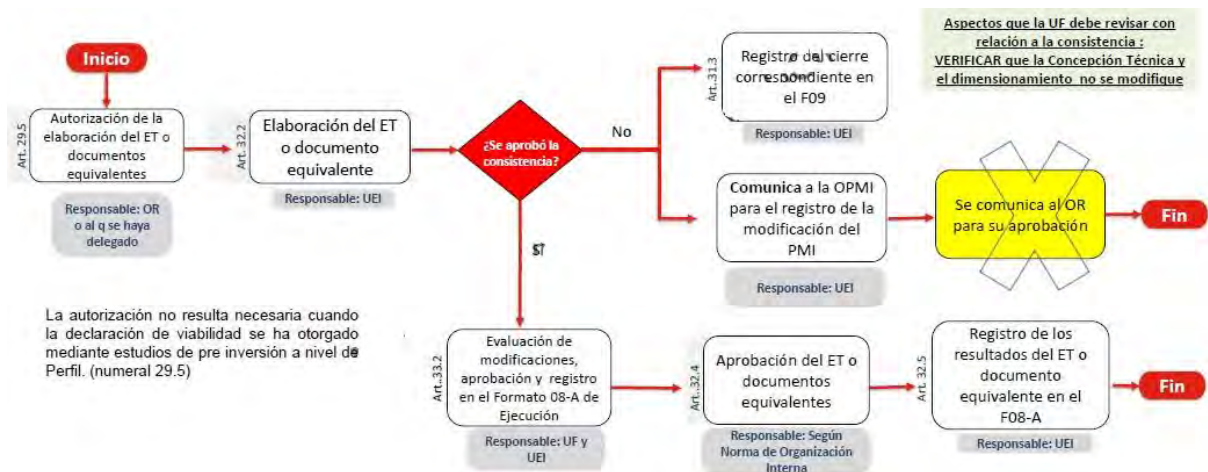 Inicio
Art. 29.5
Autorización de la
elaboración del ET o
documentos
equivalentes
Responsable: OR
o al q se haya
delegado
Art. 32.2
Elaboración del ET
o documento
equivalente
Responsable: UEI
¿Se aprobó la
consistencia?
No
Art..31.3
Registro del cierre
correspondiente en
el F09
Responsable: UEI
Aspectos que la UF debe revisar con
relación a la consistencia :
VERIFICAR que la Concepción Técnica y
el dimensionamiento no se modifique
Comunica a la OPMI
para el registro de la
modificación del
PMI
Responsable: UEI
Se comunica al OR
para su aprobación
Fin
La autorización no resulta necesaria cuando
la declaración de viabilidad se ha otorgado
mediante estudios de pre inversión a nivel de
Perfil. (numeral 29.5)
Art..33.2
Evaluación de
modificaciones,
aprobación y registro
en el Formato 08-A de
Ejecución
Responsable: UF y
UEI
Art..32.4
Aprobación del ET o
documentos
equivalentes
Responsable: Según
Norma de Organización
Interna
Art. 32.5
Registro de los
resultados del ET o
documento
equivalente en el
F08-A
Responsable: UEI
Fin